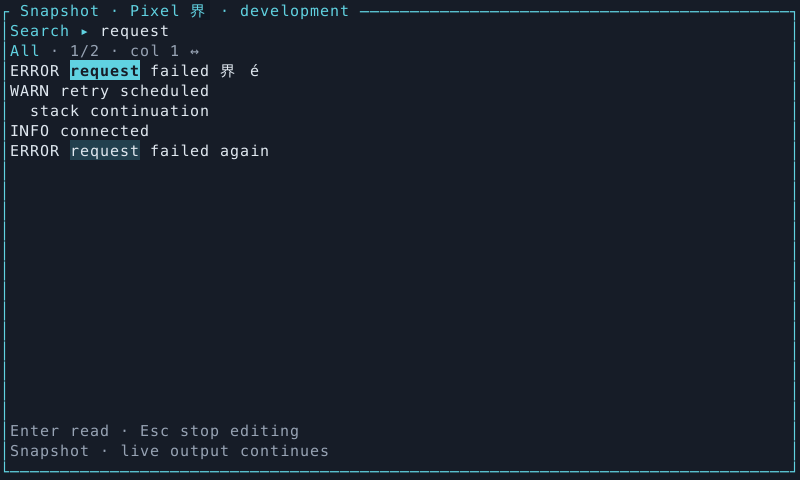 Snapshot · Pixel 界 · development
Search ▸ request
All · 1/2 · col 1 ↔
ERROR request failed 界 é
WARN retry scheduled
  stack continuation
INFO connected
ERROR request failed again
Enter read · Esc stop editing
Snapshot · live output continues